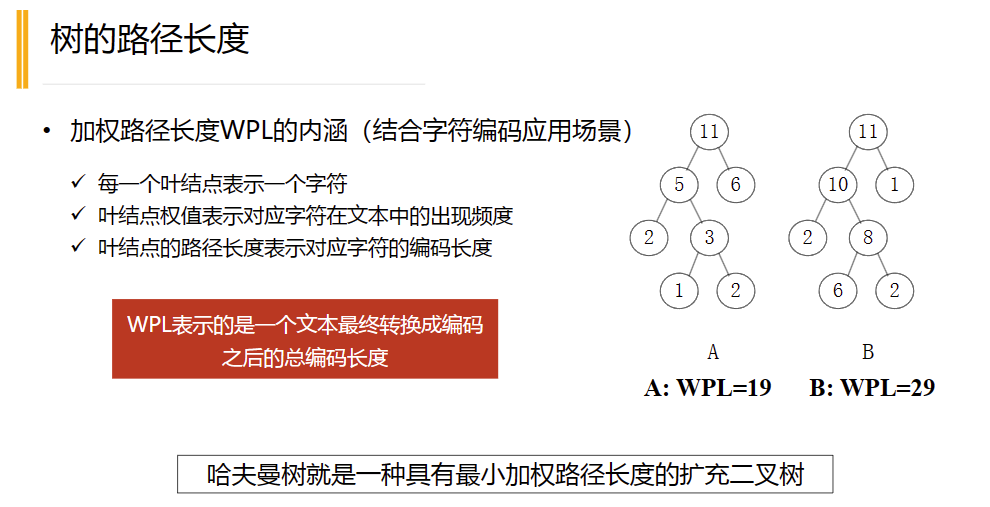 树的路径长度
• 加权路径长度WPL的内涵（结合字符编码应用场景）
✓ 每一个叶结点表示一个字符
✓ 叶结点权值表示对应字符在文本中的出现频度
✓ 叶结点的路径长度表示对应字符的编码长度
WPL表示的是一个文本最终转换成编码
之后的总编码长度
11
5 6
2 3
1 2
A
A: WPL=19
11
10 1
2 8
6 2
B
B: WPL=29
哈夫曼树就是一种具有最小加权路径长度的扩充二叉树